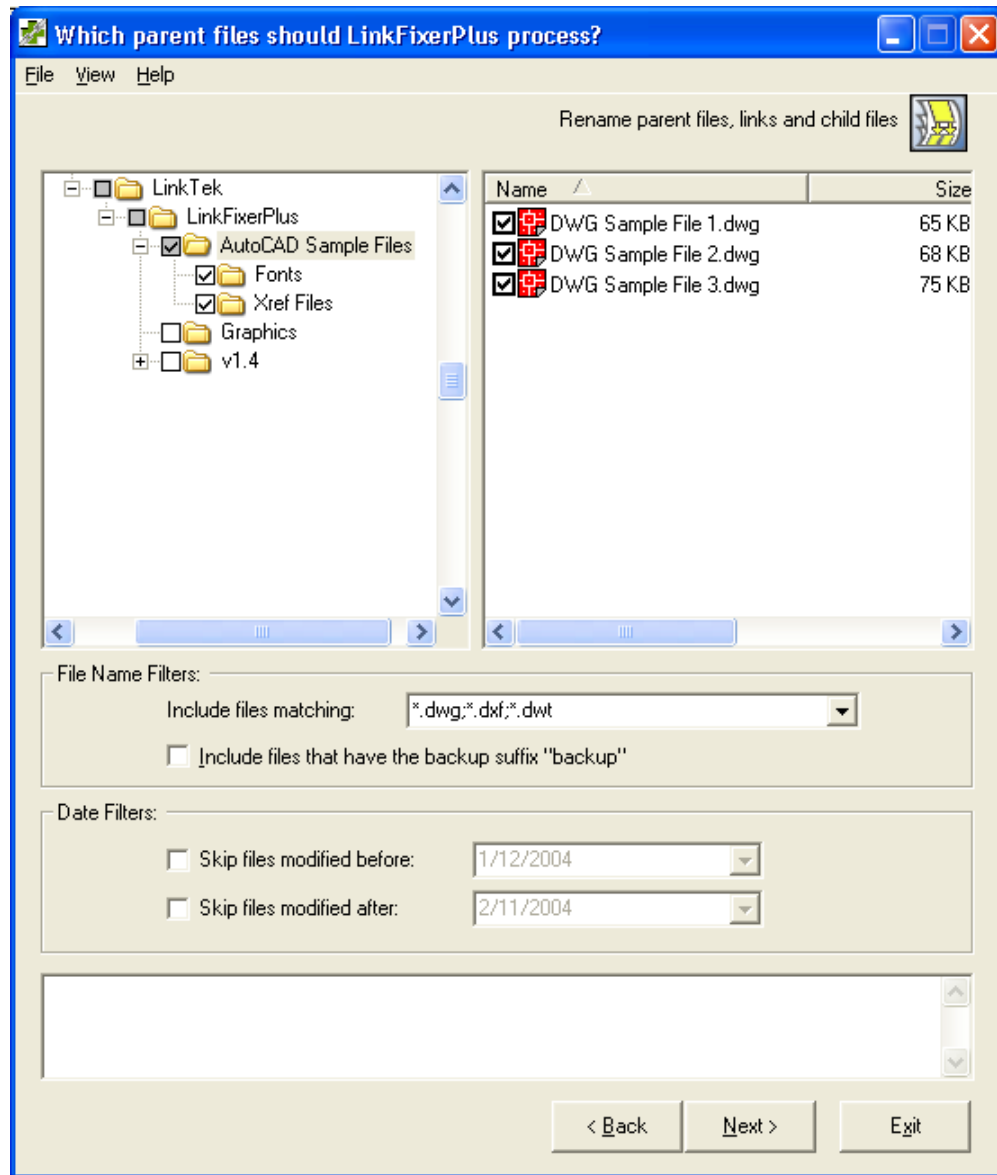 Which parent files should LinkFixerPlus process?
File View Help
Rename parent files, links and child files
LinkTek
LinkFixerPlus
AutoCAD Sample Files
Fonts
Xref Files
Graphics
v1.4
Name Size
DWG Sample File 1.dwg 65 KB
DWG Sample File 2.dwg 68 KB
DWG Sample File 3.dwg 75 KB
File Name Filters:
Include files matching: *.dwg;*.dxf;*.dwt
Include files that have the backup suffix "backup"
Date Filters:
Skip files modified before: 1/12/2004
Skip files modified after: 2/11/2004
< Back Next > Exit